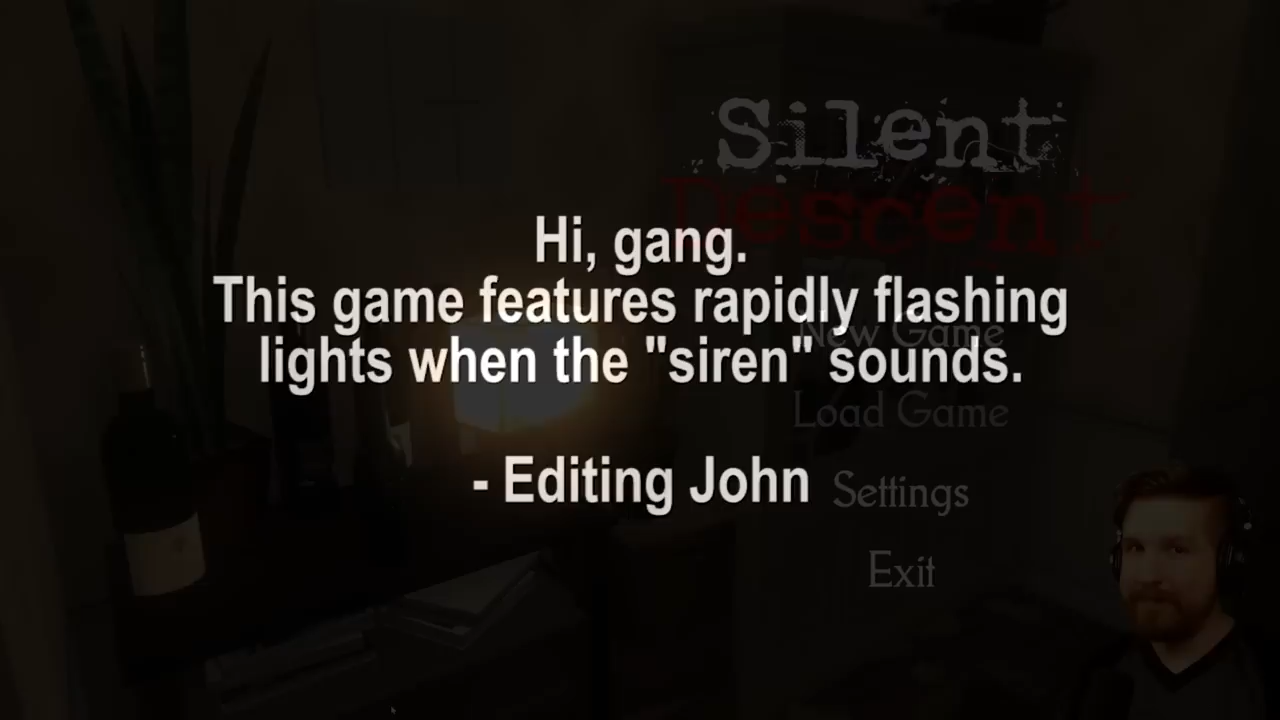 Silent
Descent
Hi, gang.
This game features rapidly flashing
lights when the "siren" sounds.
- Editing John
New Game
Load Game
Settings
Exit